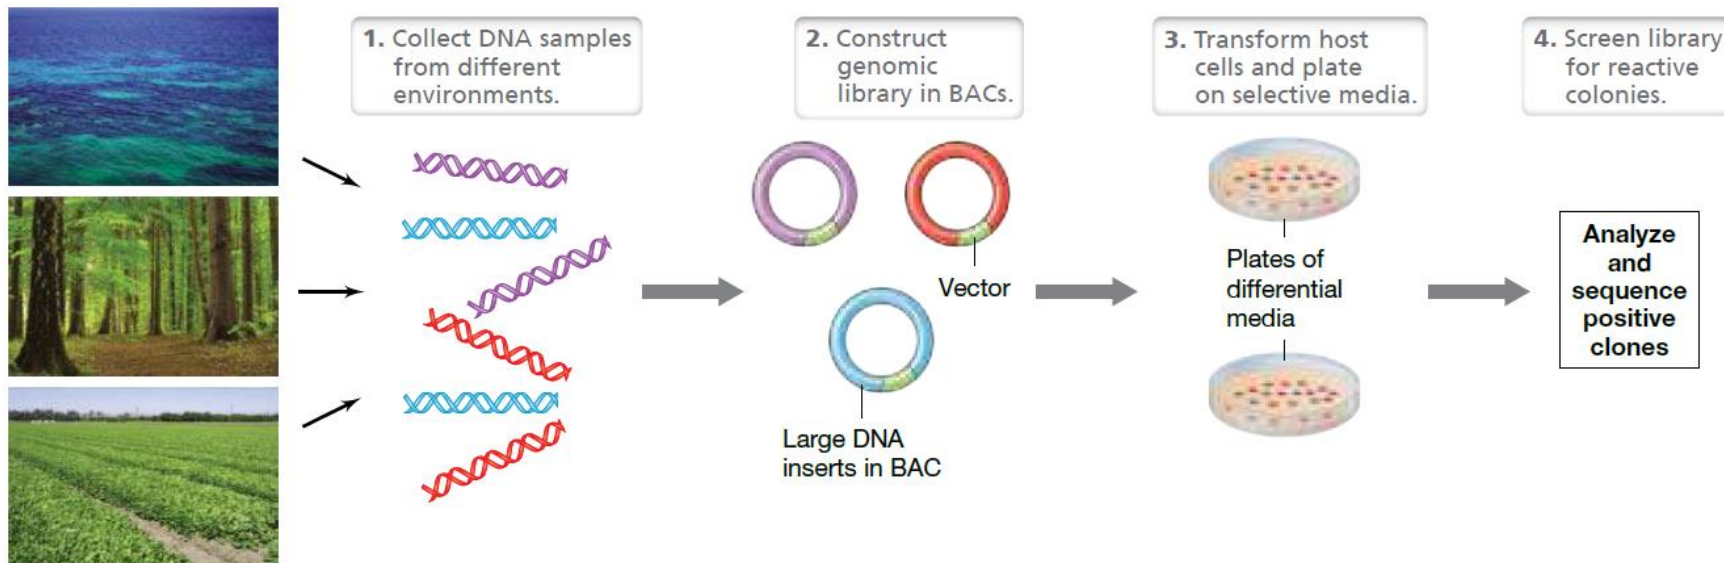 1. Collect DNA samples
from different
environments.
2. Construct
genomic
library in BACs.
3. Transform host
cells and plate
on selective media.
4. Screen library
for reactive
colonies.
Vector
Large DNA
inserts in BAC
Plates of
differential
media
Analyze
and
sequence
positive
clones